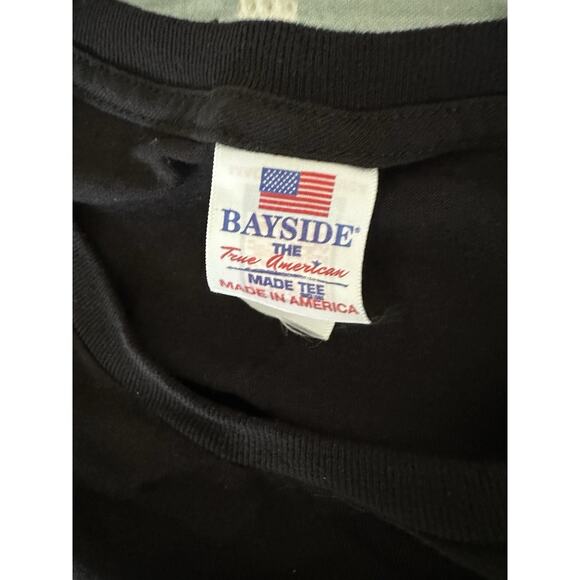 BAYSIDE®
THE
True American
MADE TEE
MADE IN AMERICA